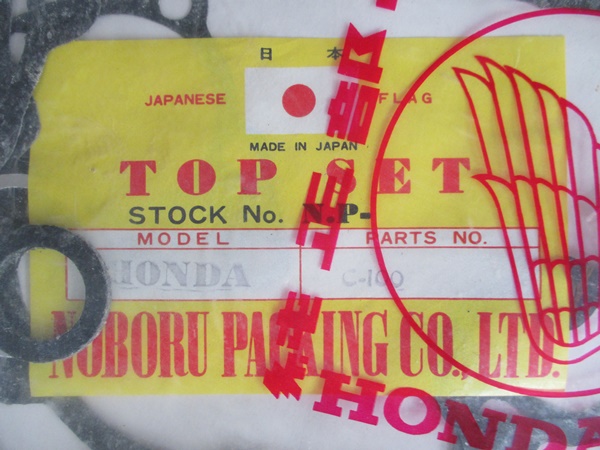 日 本
JAPANESE FLAG
MADE IN JAPAN
TOP SET
STOCK No. N.P-
MODEL PARTS NO.
HONDA C-100
NOBORU PACKING CO., LTD.
HONDA